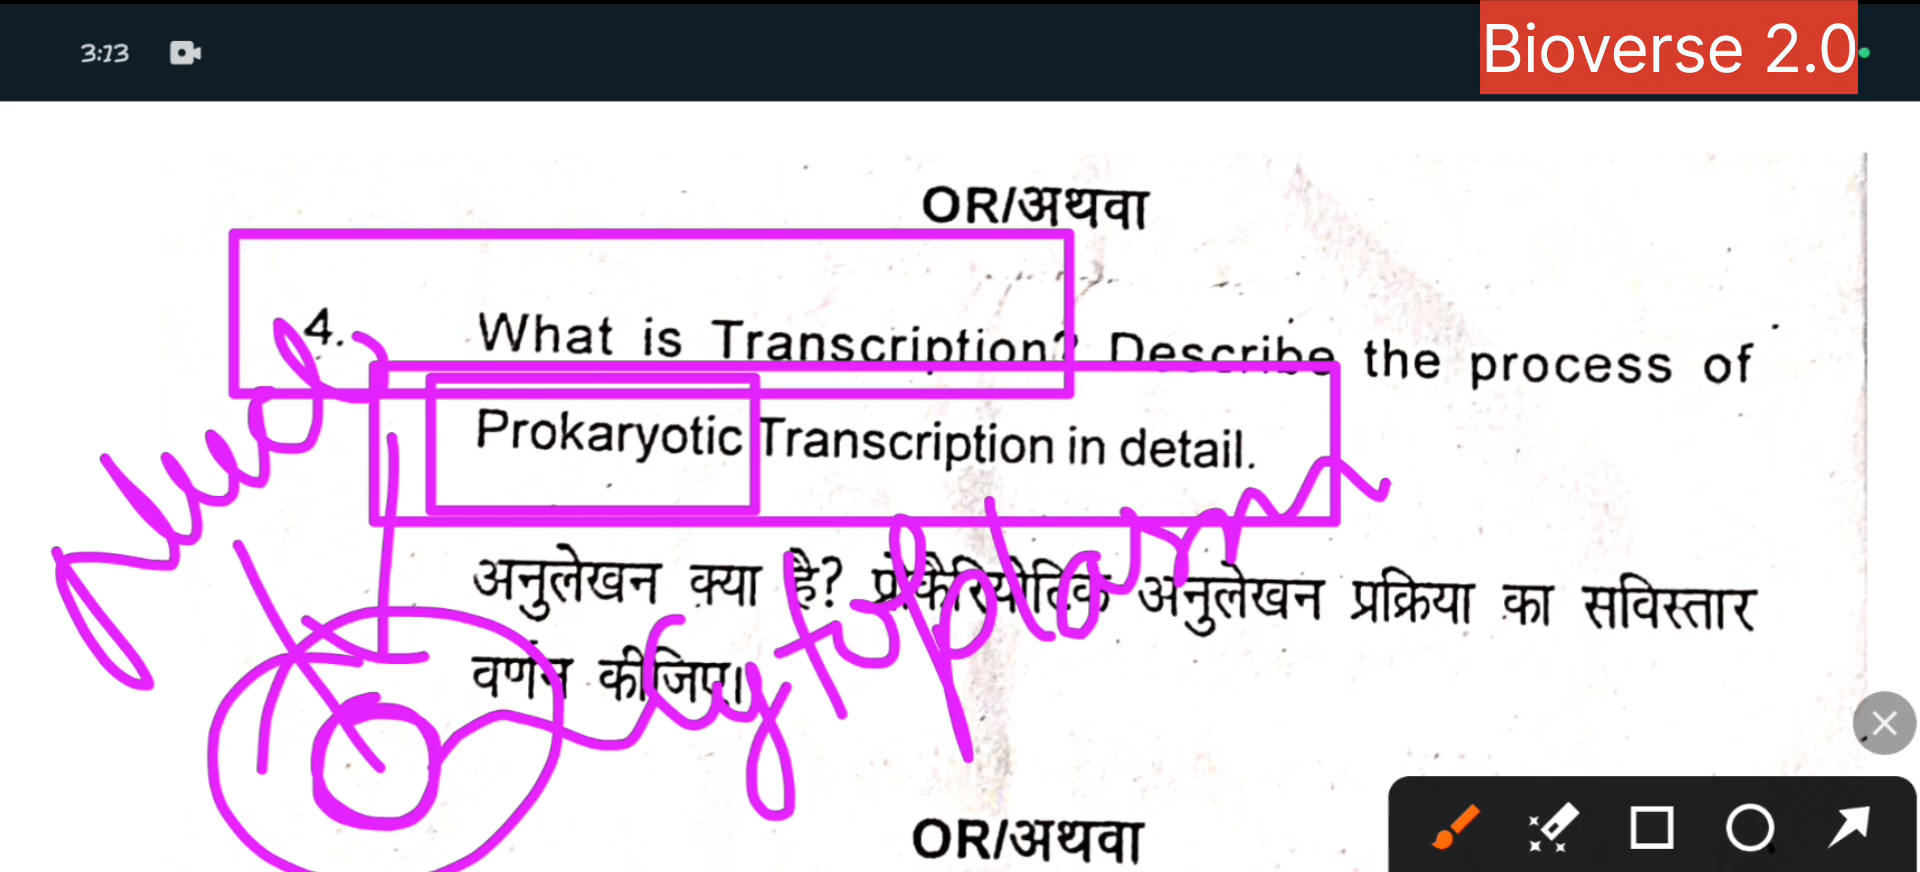 3:13
Bioverse 2.0
OR/अथवा
4. What is Transcription? Describe the process of
Prokaryotic Transcription in detail.
अनुलेखन क्या है? प्रोकैरियोटिक अनुलेखन प्रक्रिया का सविस्तार
वर्णन कीजिए।
Cytoplasm
OR/अथवा